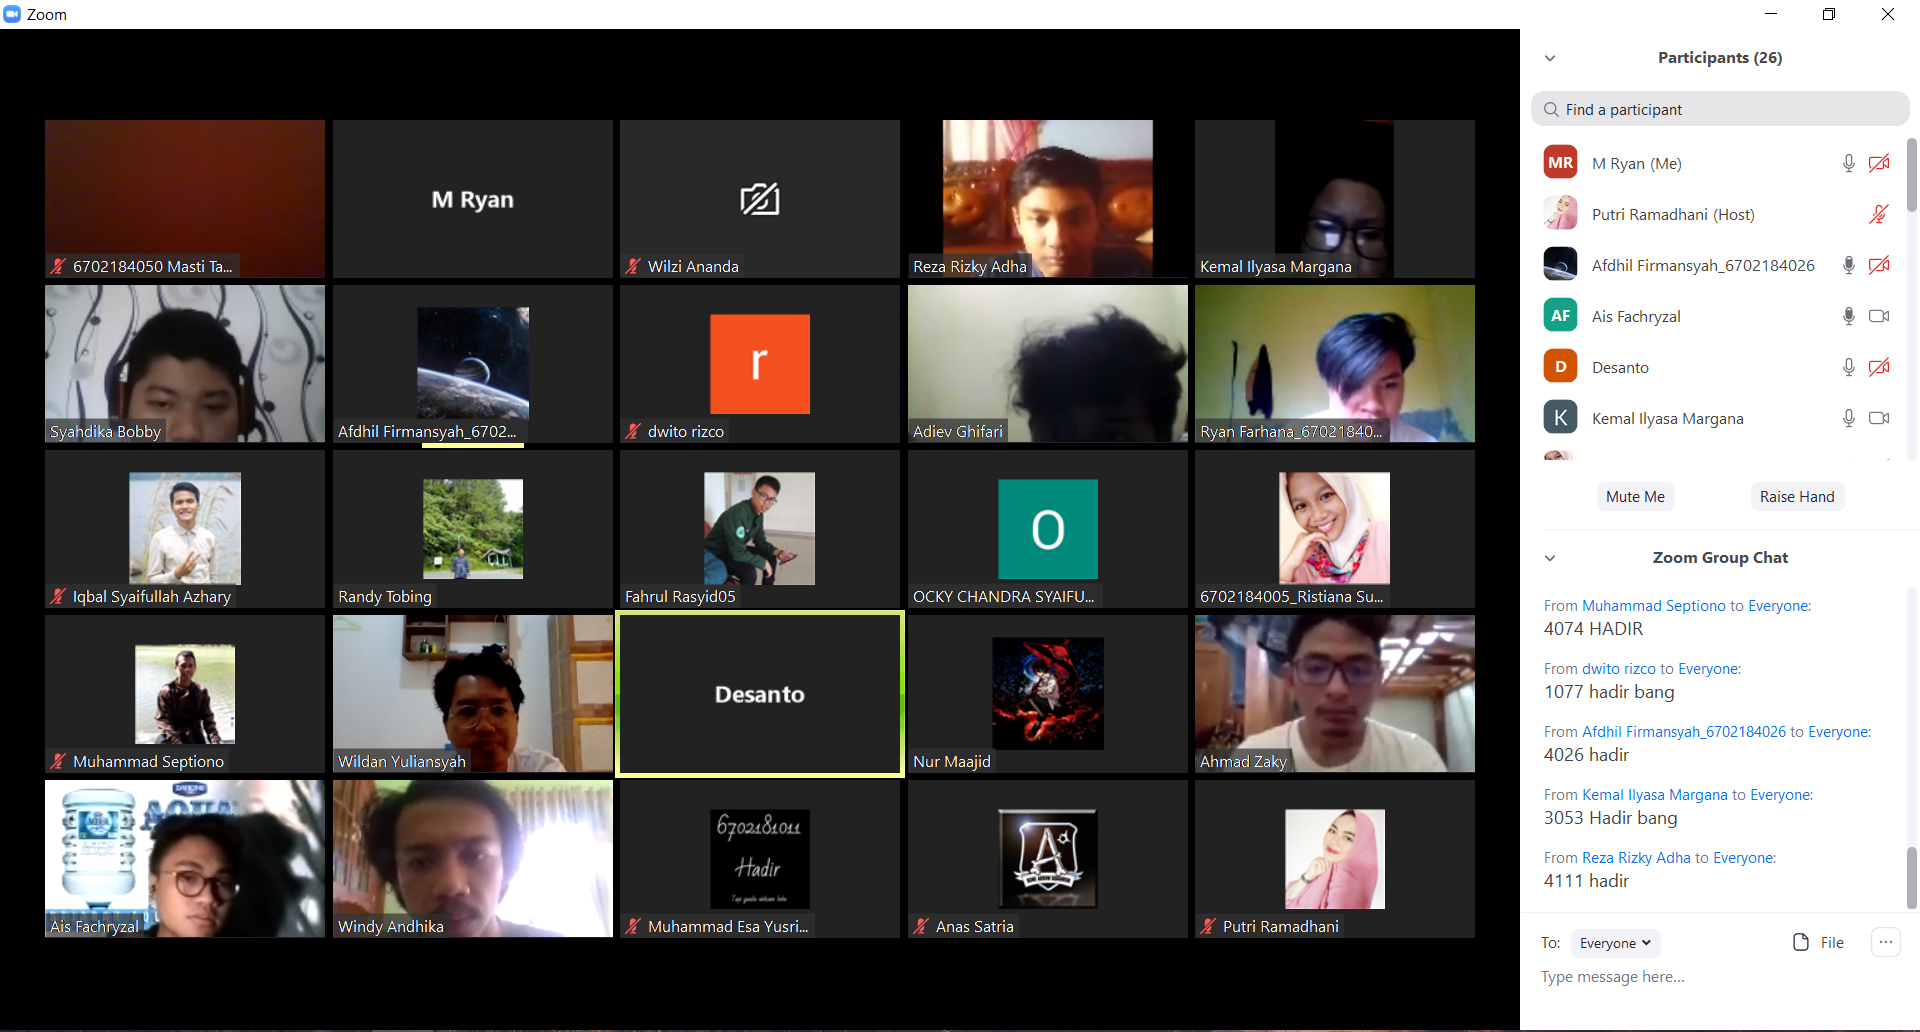 Zoom
6702184050 Masti Ta...
M Ryan
Wilzi Ananda
Reza Rizky Adha
Kemal Ilyasa Margana
Syahdika Bobby
Afdhil Firmansyah_6702...
r
dwito rizco
Adiev Ghifari
Ryan Farhana_67021840...
Iqbal Syaifullah Azhary
Randy Tobing
Fahrul Rasyid05
O
OCKY CHANDRA SYAIFU...
6702184005_Ristiana Su...
Muhammad Septiono
Wildan Yuliansyah
Desanto
Nur Maajid
Ahmad Zaky
DANONE
AQUA
Ais Fachryzal
Windy Andhika
6702181011
Hadir
Muhammad Esa Yusri...
A
Anas Satria
Putri Ramadhani
Participants (26)
Find a participant
MR M Ryan (Me)
Putri Ramadhani (Host)
Afdhil Firmansyah_6702184026
AF Ais Fachryzal
D Desanto
K Kemal Ilyasa Margana
Mute Me Raise Hand
Zoom Group Chat
From Muhammad Septiono to Everyone:
4074 HADIR
From dwito rizco to Everyone:
1077 hadir bang
From Afdhil Firmansyah_6702184026 to Everyone:
4026 hadir
From Kemal Ilyasa Margana to Everyone:
3053 Hadir bang
From Reza Rizky Adha to Everyone:
4111 hadir
To: Everyone File ...
Type message here...